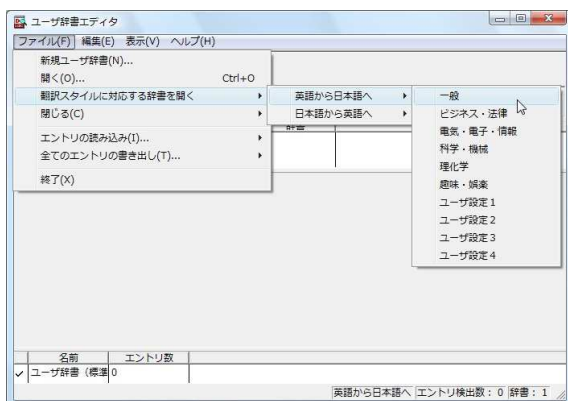 ユーザ辞書エディタ
ファイル(F) 編集(E) 表示(V) ヘルプ(H)
新規ユーザ辞書(N)...
開く(O)... Ctrl+O
翻訳スタイルに対応する辞書を開く
閉じる(C)
エントリの読み込み(I)...
全てのエントリの書き出し(T)...
終了(X)
英語から日本語へ
日本語から英語へ
一般
ビジネス・法律
電気・電子・情報
科学・機械
理化学
趣味・娯楽
ユーザ設定1
ユーザ設定2
ユーザ設定3
ユーザ設定4
名前 エントリ数
ユーザ辞書（標準 0
英語から日本語へ エントリ検出数： 0 辞書： 1